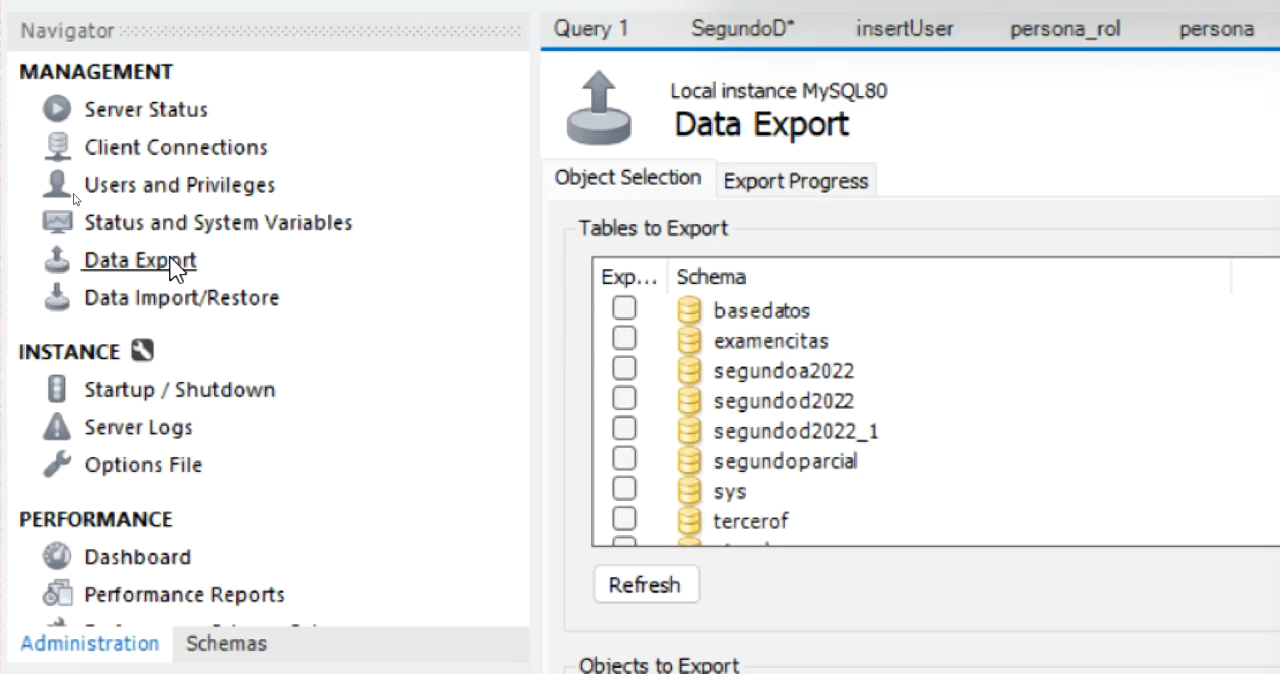 Navigator
MANAGEMENT
Server Status
Client Connections
Users and Privileges
Status and System Variables
Data Export
Data Import/Restore
INSTANCE
Startup / Shutdown
Server Logs
Options File
PERFORMANCE
Dashboard
Performance Reports
Administration Schemas
Query 1 SegundoD* insertUser persona_rol persona
Local instance MySQL80
Data Export
Object Selection Export Progress
Tables to Export
Exp... Schema
basedatos
examencitas
segundoa2022
segundod2022
segundod2022_1
segundoparcial
sys
tercerof
Refresh
Objects to Export